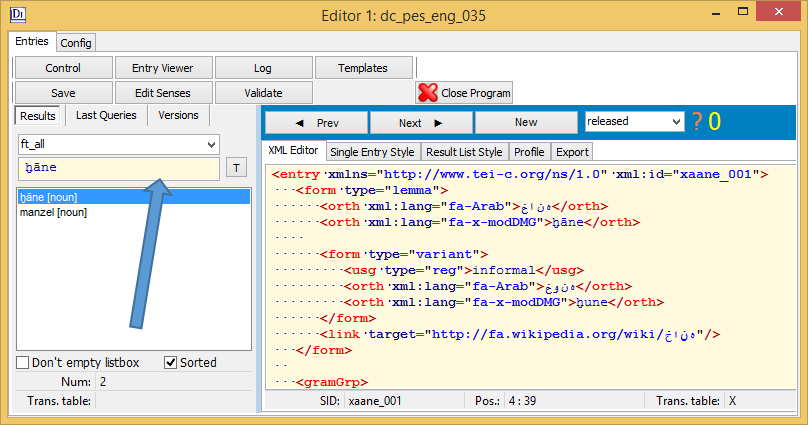 Editor 1: dc_pes_eng_035
Entries Config
Control Entry Viewer Log Templates
Save Edit Senses Validate Close Program
Results Last Queries Versions
◄ Prev Next ► New released ? 0
ft_all
ḫāne T
XML Editor Single Entry Style Result List Style Profile Export
ḫāne [noun]
manzel [noun]
<entry xmlns="http://www.tei-c.org/ns/1.0" xml:id="xaane_001">
<form type="lemma">
<orth xml:lang="fa-Arab">خانه</orth>
<orth xml:lang="fa-x-modDMG">ḫāne</orth>
<form type="variant">
<usg type="reg">informal</usg>
<orth xml:lang="fa-Arab">خونه</orth>
<orth xml:lang="fa-x-modDMG">ḫune</orth>
</form>
<link target="http://fa.wikipedia.org/wiki/خانه"/>
</form>
<gramGrp>
Don't empty listbox Sorted
Num: 2
Trans. table:
SID: xaane_001 Pos.: 4 : 39 Trans. table: X